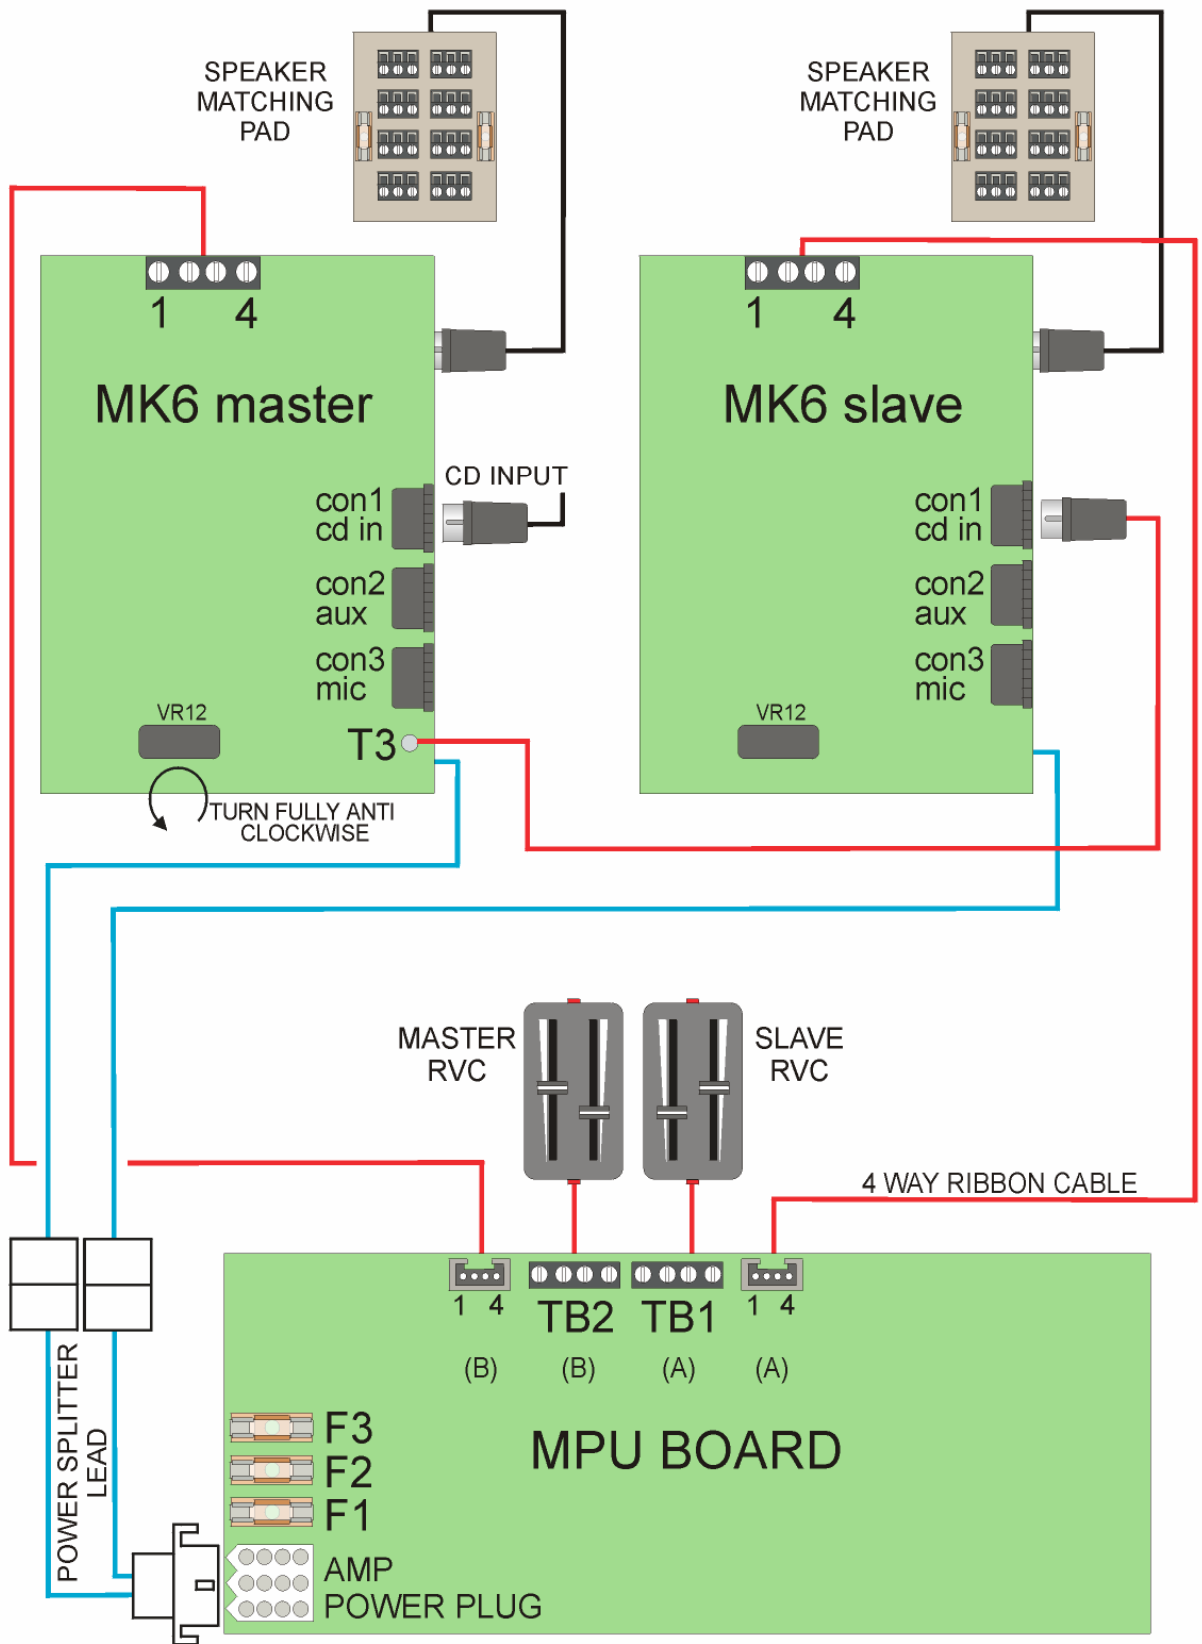 SPEAKER
MATCHING
PAD
SPEAKER
MATCHING
PAD
1 4
1 4
MK6 master
MK6 slave
CD INPUT
con1
cd in
con2
aux
con3
mic
con1
cd in
con2
aux
con3
mic
VR12
T3
VR12
TURN FULLY ANTI
CLOCKWISE
MASTER
RVC
SLAVE
RVC
4 WAY RIBBON CABLE
1 4
TB2
TB1
1 4
(B)
(B)
(A)
(A)
MPU BOARD
POWER SPLITTER
LEAD
F3
F2
F1
AMP
POWER PLUG